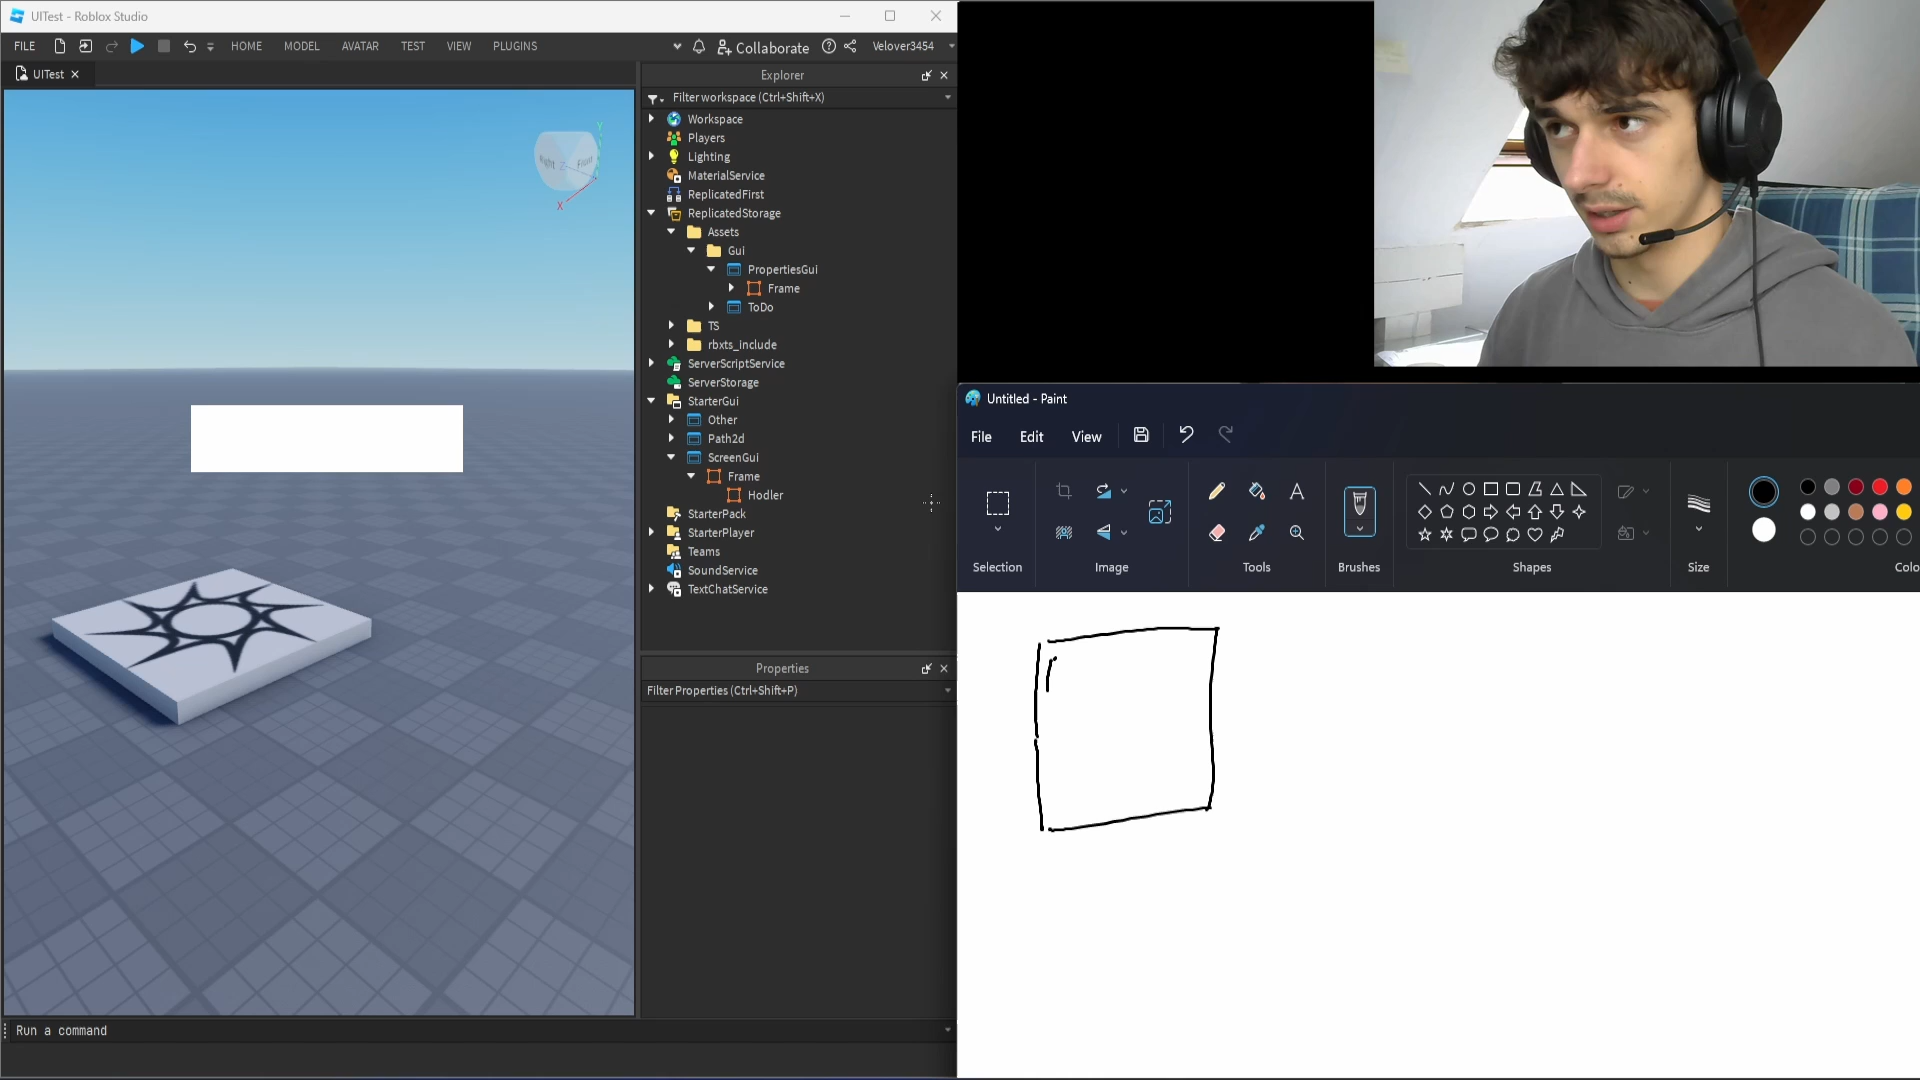 UITest - Roblox Studio
FILE HOME MODEL AVATAR TEST VIEW PLUGINS Collaborate Velover3454
UITest
Explorer
Filter workspace (Ctrl+Shift+X)
Workspace
Players
Lighting
MaterialService
ReplicatedFirst
ReplicatedStorage
Assets
Gui
PropertiesGui
Frame
ToDo
TS
rbxts_include
ServerScriptService
ServerStorage
StarterGui
Other
Path2d
ScreenGui
Frame
Hodler
StarterPack
StarterPlayer
Teams
SoundService
TextChatService
Properties
Filter Properties (Ctrl+Shift+P)
Run a command
Y
X
Untitled - Paint
File Edit View
Selection Image Tools Brushes Shapes Size Colo